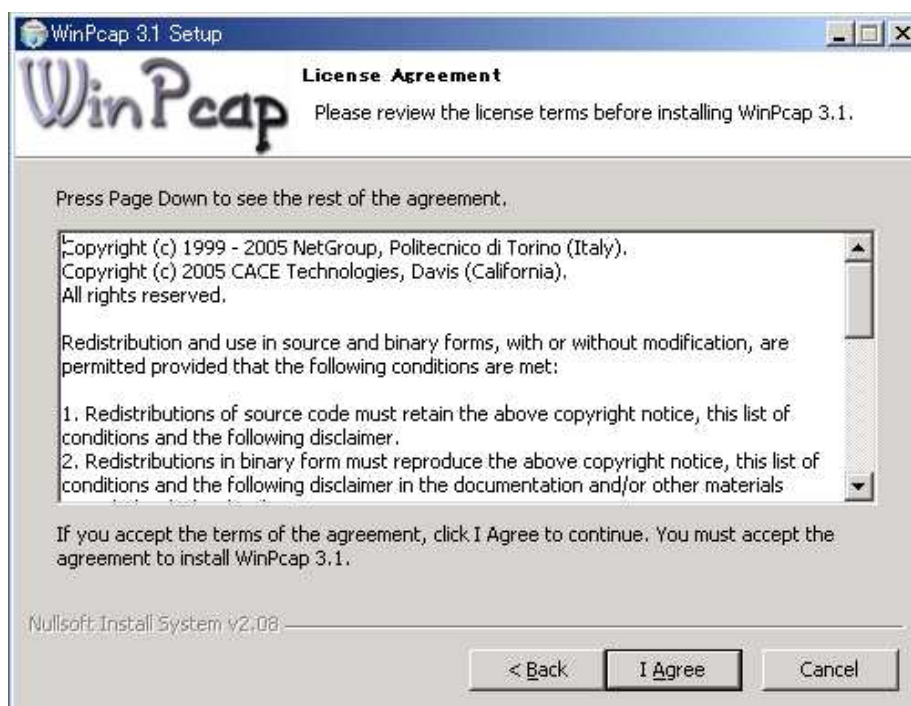 WinPcap 3.1 Setup
WinPcap
License Agreement
Please review the license terms before installing WinPcap 3.1.
Press Page Down to see the rest of the agreement.
Copyright (c) 1999 - 2005 NetGroup, Politecnico di Torino (Italy).
Copyright (c) 2005 CACE Technologies, Davis (California).
All rights reserved.
Redistribution and use in source and binary forms, with or without modification, are
permitted provided that the following conditions are met:
1. Redistributions of source code must retain the above copyright notice, this list of
conditions and the following disclaimer.
2. Redistributions in binary form must reproduce the above copyright notice, this list of
conditions and the following disclaimer in the documentation and/or other materials
If you accept the terms of the agreement, click I Agree to continue. You must accept the
agreement to install WinPcap 3.1.
Nullsoft Install System v2.08
< Back I Agree Cancel